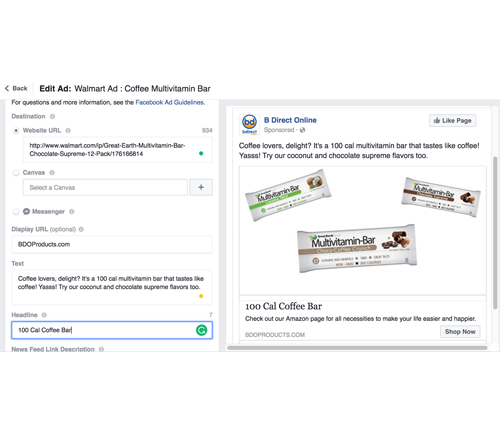 Back
Edit Ad: Walmart Ad : Coffee Multivitamin Bar
For questions and more information, see the Facebook Ad Guidelines.
Destination
Website URL 934
http://www.walmart.com/ip/Great-Earth-Multivitamin-Bar-
Chocolate-Supreme-12-Pack/176166814
Canvas
Select a Canvas
+
Messenger
Display URL (optional)
BDOProducts.com
Text
Coffee lovers, delight? It's a 100 cal multivitamin bar that tastes like
coffee! Yasss! Try our coconut and chocolate supreme flavors too.
Headline 7
100 Cal Coffee Bar
News Feed Link Description
bd
bdirect
B Direct Online
Sponsored ·
Like Page
Coffee lovers, delight? It's a 100 cal multivitamin bar that tastes like coffee!
Yasss! Try our coconut and chocolate supreme flavors too.
Multivitamin-Bar
Multivitamin-Bar
Multivitamin-Bar
100 Cal Coffee Bar
Check out our Amazon page for all necessities to make your life easier and happier.
BDOPRODUCTS.COM
Shop Now